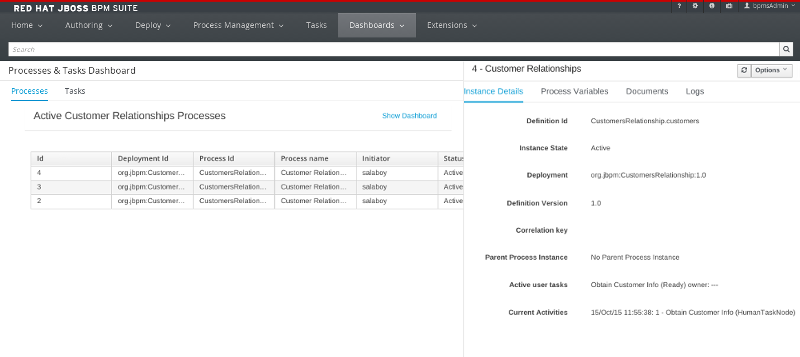 RED HAT JBOSS BPM SUITE
? bpmsAdmin
Home Authoring Deploy Process Management Tasks Dashboards Extensions
Search
Processes & Tasks Dashboard
Processes Tasks
Active Customer Relationships Processes Show Dashboard
Id Deployment Id Process Id Process name Initiator Status
4 org.jbpm:Customer... CustomersRelation... Customer Relation... salaboy Active
3 org.jbpm:Customer... CustomersRelation... Customer Relation... salaboy Active
2 org.jbpm:Customer... CustomersRelation... Customer Relation... salaboy Active
4 - Customer Relationships Options
Instance Details Process Variables Documents Logs
Definition Id CustomersRelationship.customers
Instance State Active
Deployment org.jbpm:CustomersRelationship:1.0
Definition Version 1.0
Correlation key
Parent Process Instance No Parent Process Instance
Active user tasks Obtain Customer Info (Ready) owner: ---
Current Activities 15/Oct/15 11:55:38: 1 - Obtain Customer Info (HumanTaskNode)